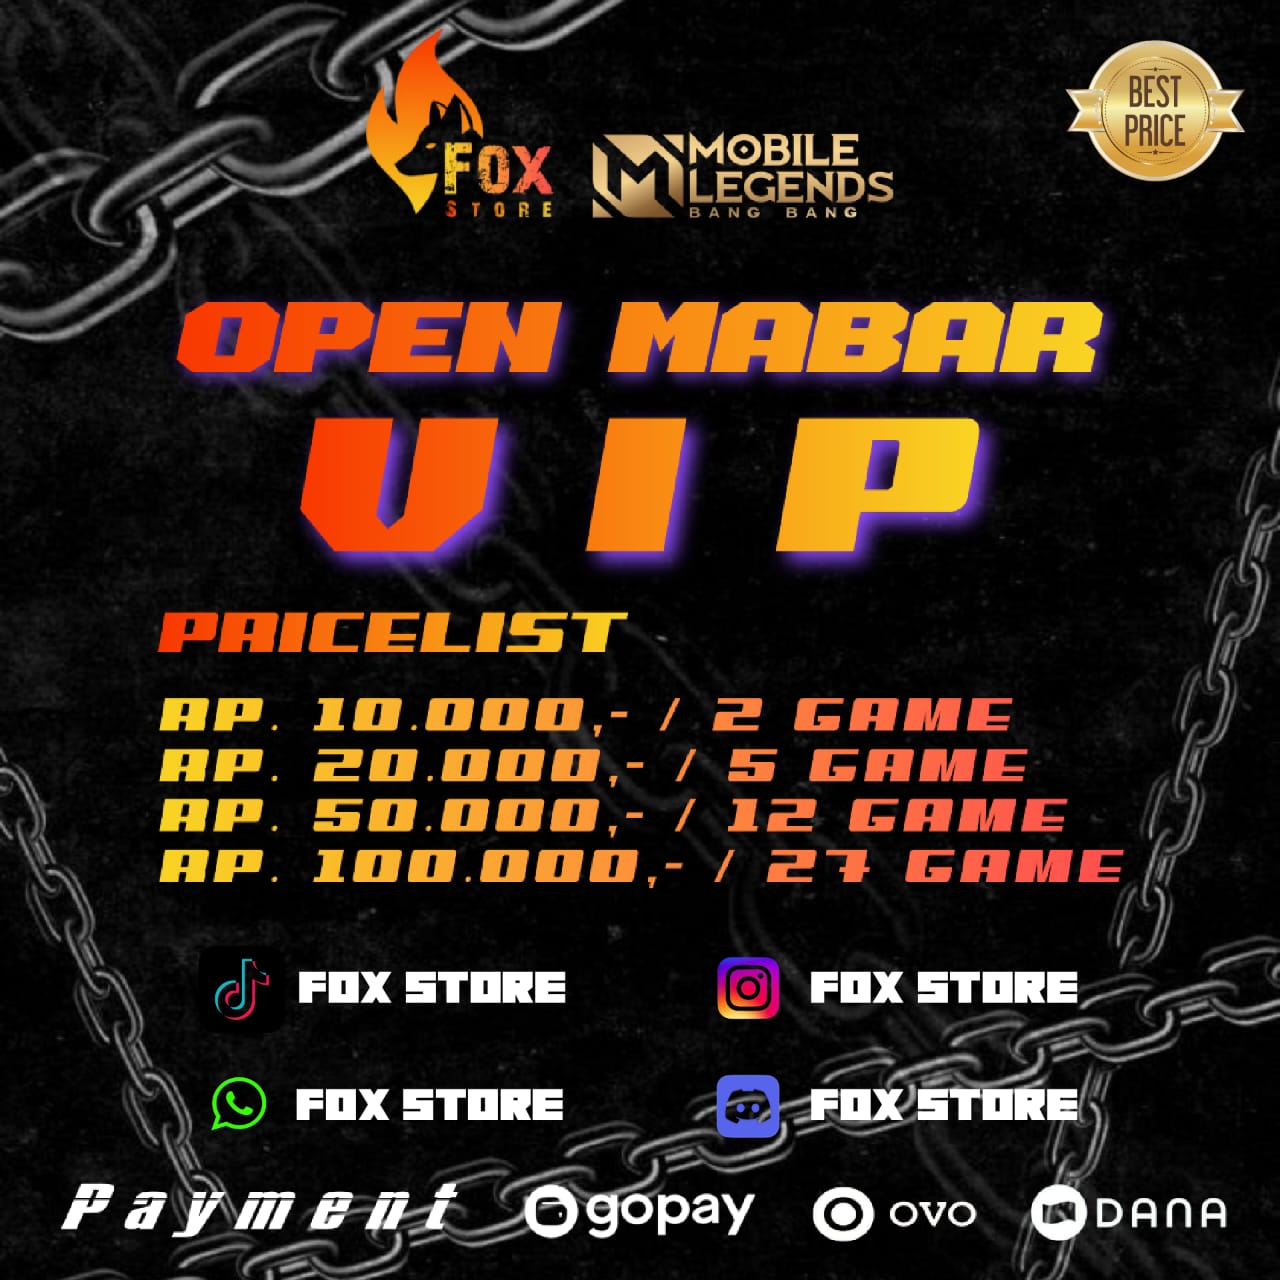 FOX
STORE
MOBILE
LEGENDS
BANG BANG
BEST
PRICE
OPEN MABAR
VIP
PRICELIST
RP. 10.000,- / 2 GAME
RP. 20.000,- / 5 GAME
RP. 50.000,- / 12 GAME
RP. 100.000,- / 27 GAME
FOX STORE
FOX STORE
FOX STORE
FOX STORE
Payment
gopay
OVO
DANA